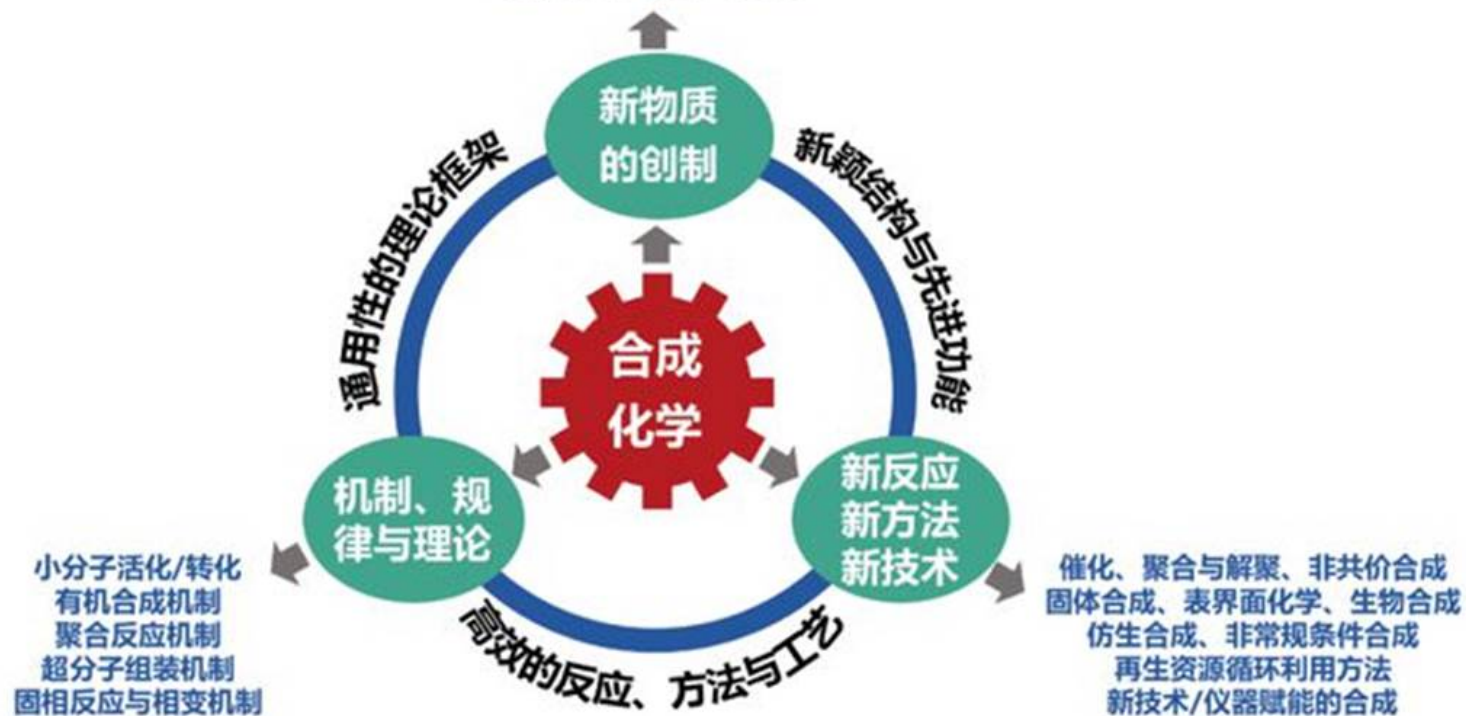 新物质
的创制
通用性的理论框架
新颖结构与先进功能
合成
化学
机制、规
律与理论
新反应
新方法
新技术
高效的反应、方法与工艺
小分子活化/转化
有机合成机制
聚合反应机制
超分子组装机制
固相反应与相变机制
催化、聚合与解聚、非共价合成
固体合成、表界面化学、生物合成
仿生合成、非常规条件合成
再生资源循环利用方法
新技术/仪器赋能的合成